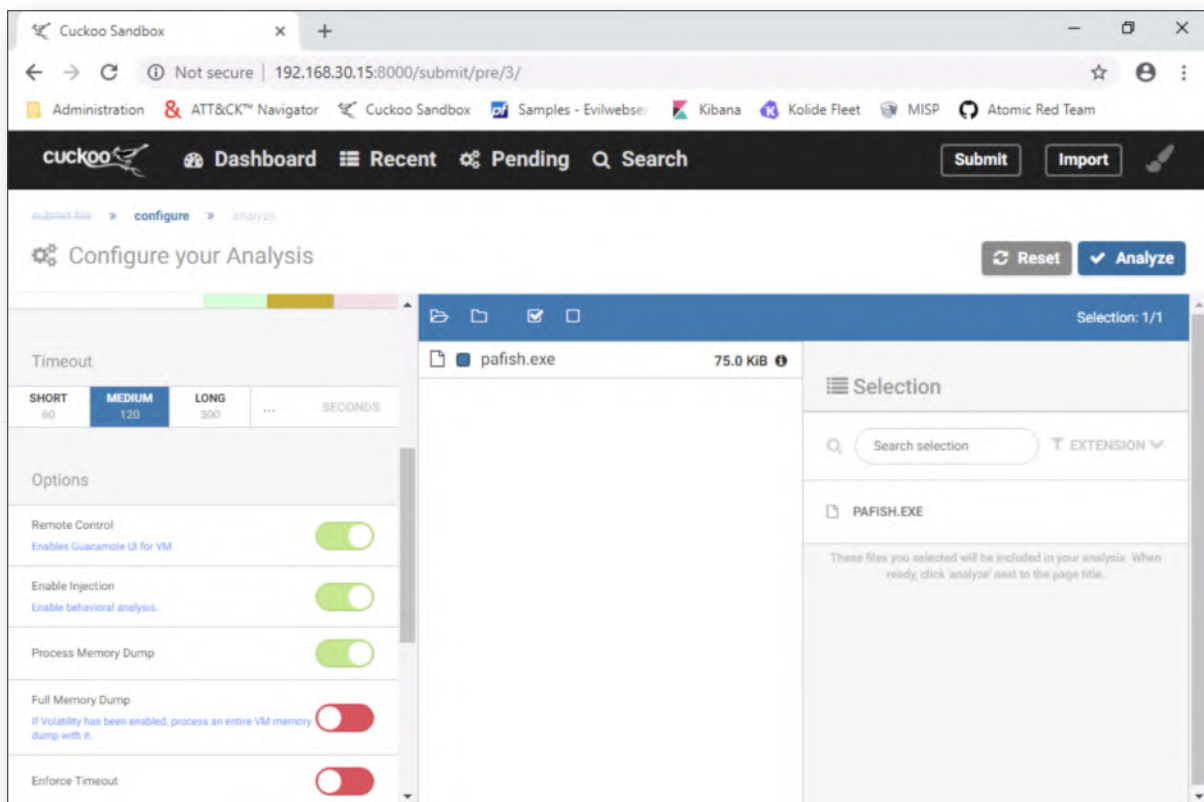 Cuckoo Sandbox
Not secure | 192.168.30.15:8000/submit/pre/3/
Administration ATT&CK™ Navigator Cuckoo Sandbox Samples - Evilwebser Kibana Kolide Fleet MISP Atomic Red Team
cuckoo Dashboard Recent Pending Search Submit Import
submit file » configure » analyze
Configure your Analysis
Reset Analyze
Selection: 1/1
pafish.exe 75.0 KiB
Timeout
SHORT
60
MEDIUM
120
LONG
300
... SECONDS
Options
Remote Control
Enables Guacamole UI for VM
Enable Injection
Enable behavioral analysis.
Process Memory Dump
Full Memory Dump
If Volatility has been enabled, process an entire VM memory
dump with it.
Enforce Timeout
Selection
Search selection EXTENSION
PAFISH.EXE
These files you selected will be included in your analysis. When
ready, click 'analyze' next to the page title.